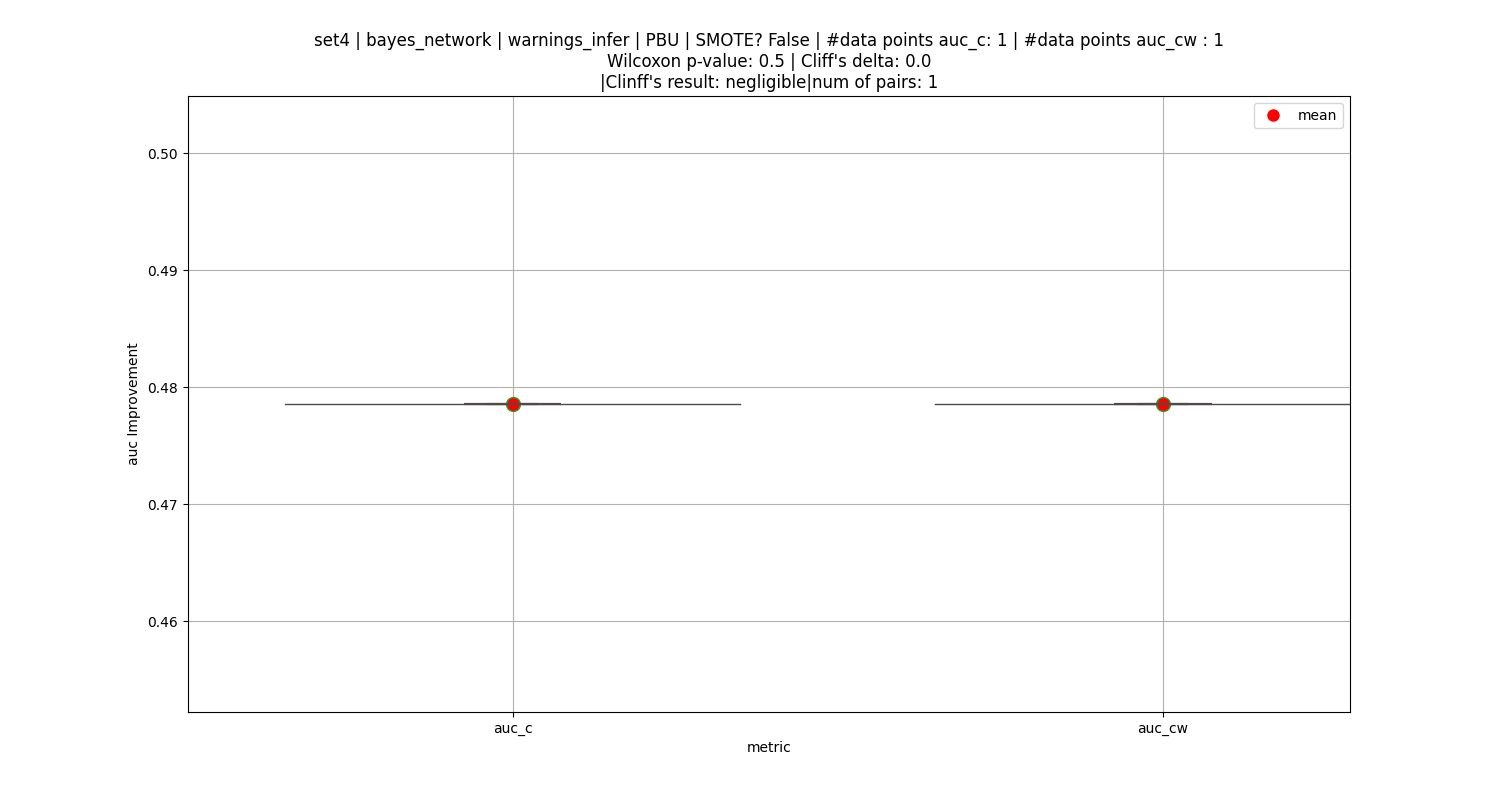 set4 | bayes_network | warnings_infer | PBU | SMOTE? False | #data points auc_c: 1 | #data points auc_cw : 1
Wilcoxon p-value: 0.5 | Cliff's delta: 0.0
|Clinff's result: negligible|num of pairs: 1
mean
0.50
0.49
0.48
0.47
0.46
auc Improvement
auc_c
auc_cw
metric